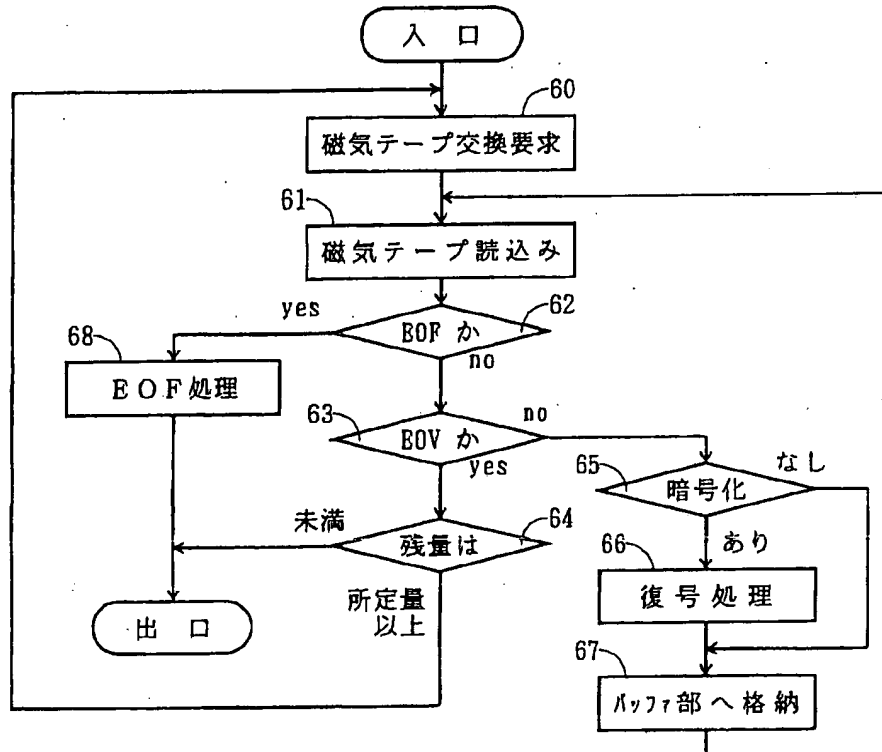 入口
60
磁気テープ交換要求
61
磁気テープ読込み
yes
EOFか
62
68
no
EOF処理
63
EOVか
no
yes
65
暗号化
なし
未満
残量は
64
あり
66
復号処理
所定量
以上
出口
67
バッファ部へ格納